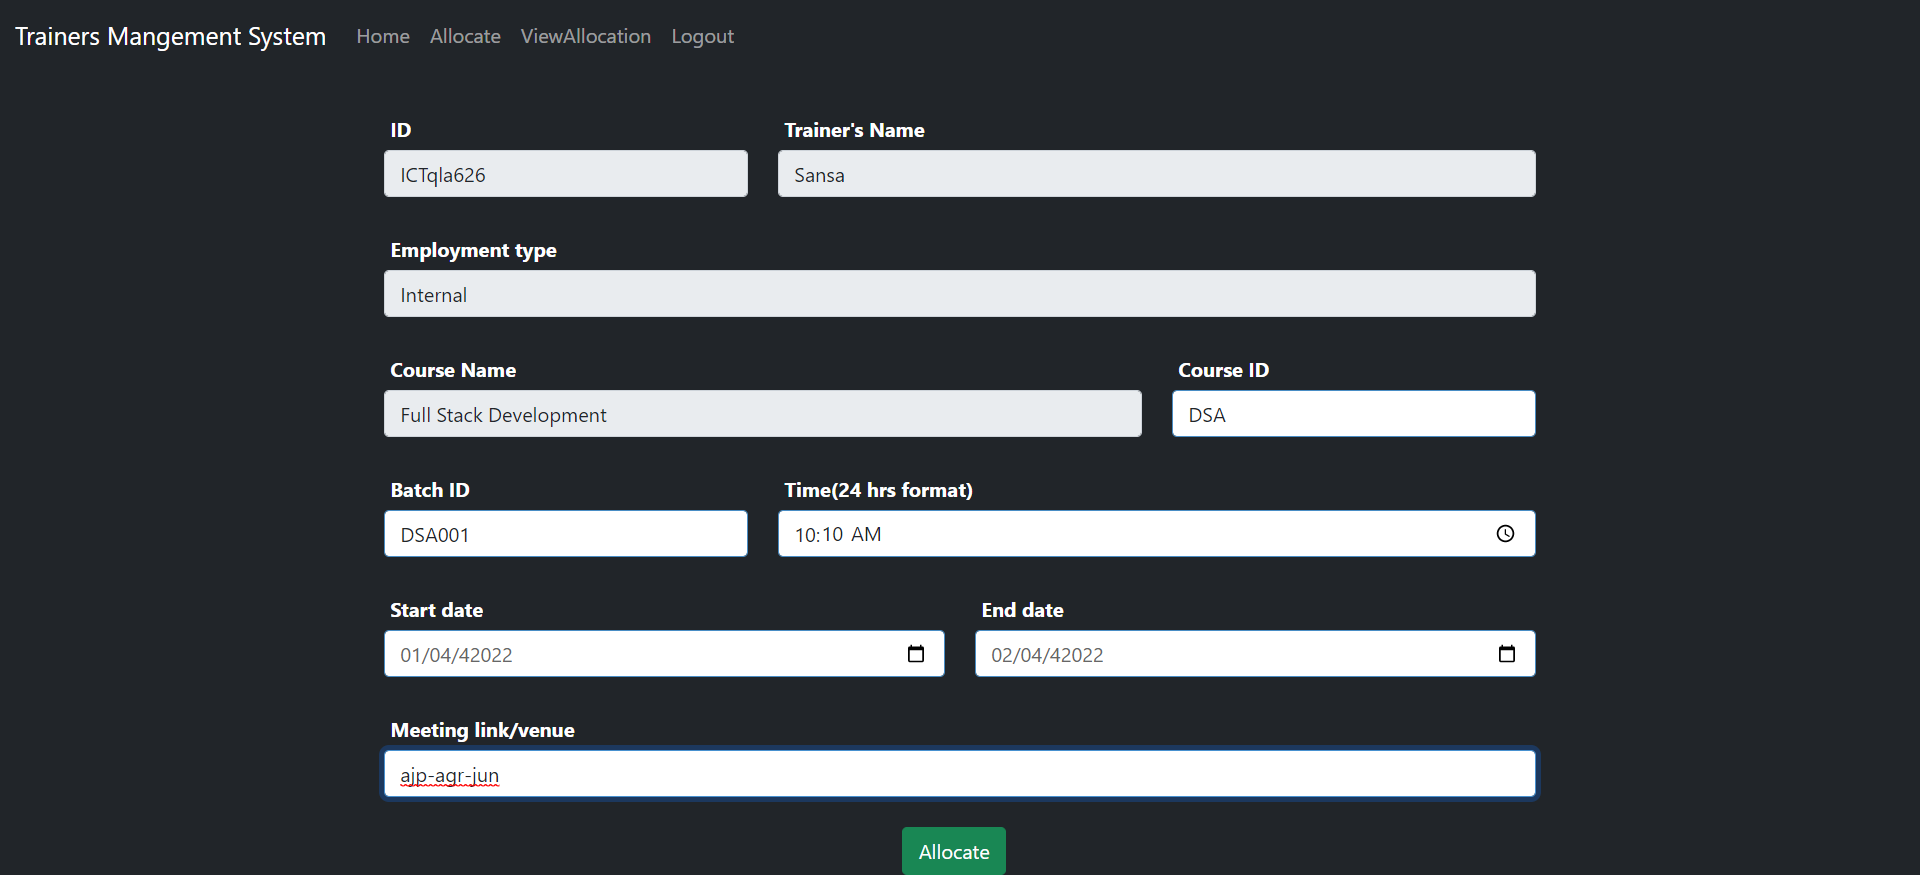 Trainers Mangement System Home Allocate ViewAllocation Logout
ID Trainer's Name
ICTqla626 Sansa
Employment type
Internal
Course Name Course ID
Full Stack Development DSA
Batch ID Time(24 hrs format)
DSA001 10:10 AM
Start date End date
01/04/42022 02/04/42022
Meeting link/venue
ajp-agr-jun
Allocate